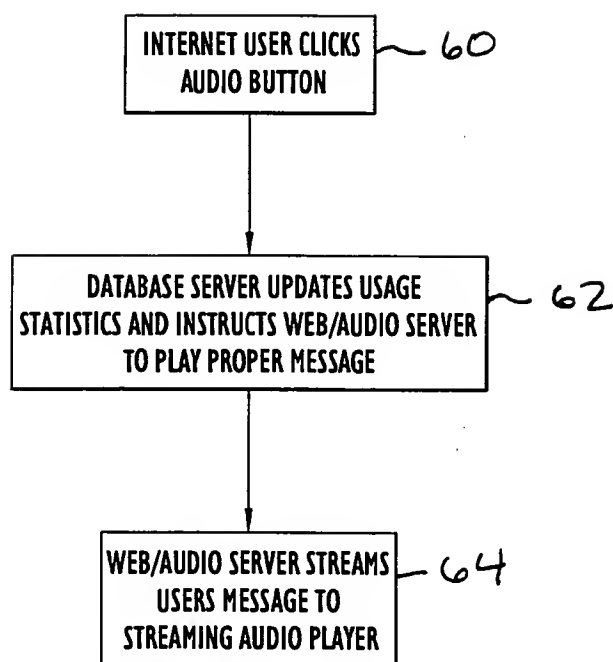 INTERNET USER CLICKS
AUDIO BUTTON
60
DATABASE SERVER UPDATES USAGE
STATISTICS AND INSTRUCTS WEB/AUDIO SERVER
TO PLAY PROPER MESSAGE
62
WEB/AUDIO SERVER STREAMS
USERS MESSAGE TO
STREAMING AUDIO PLAYER
64